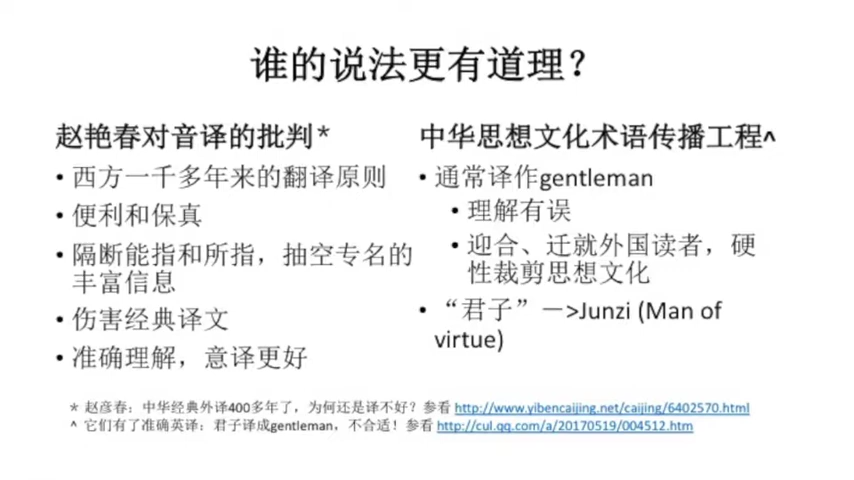 谁的说法更有道理？
赵艳春对音译的批判*
• 西方一千多年来的翻译原则
• 便利和保真
• 隔断能指和所指，抽空专名的
丰富信息
• 伤害经典译文
• 准确理解，意译更好
中华思想文化术语传播工程^
• 通常译作gentleman
• 理解有误
• 迎合、迁就外国读者，硬
性裁剪思想文化
• “君子”－>Junzi (Man of
virtue)
* 赵彦春：中华经典外译400多年了，为何还是译不好？参看 http://www.yibencaijing.net/caijing/6402570.html
^ 它们有了准确英译：君子译成gentleman，不合适！参看 http://cul.qq.com/a/20170519/004512.htm